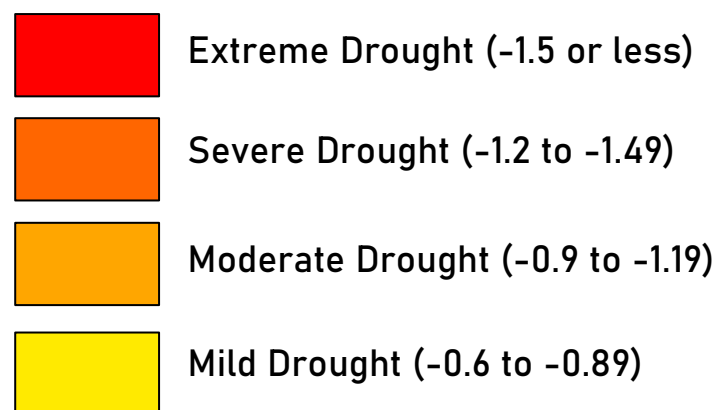 Extreme Drought (-1.5 or less)
Severe Drought (-1.2 to -1.49)
Moderate Drought (-0.9 to -1.19)
Mild Drought (-0.6 to -0.89)